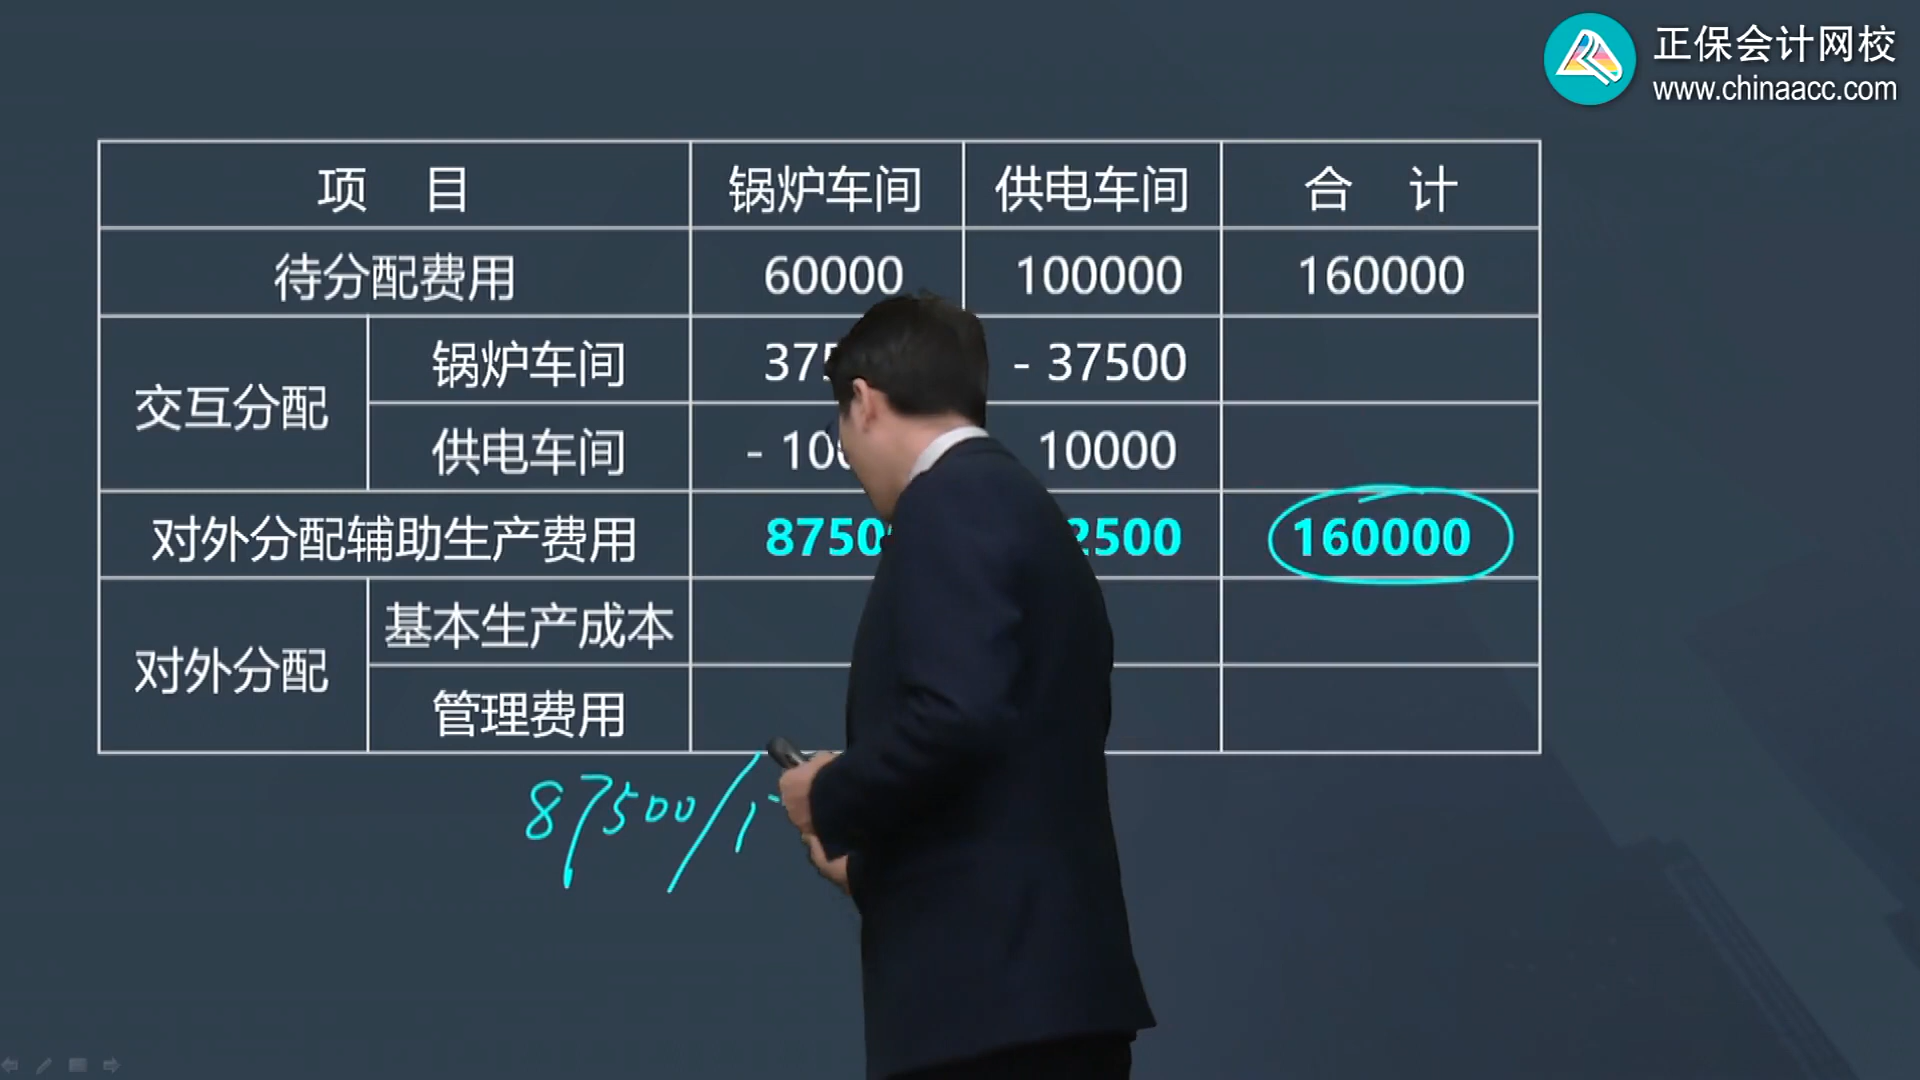 正保会计网校
www.chinaacc.com
项 目 锅炉车间 供电车间 合 计
待分配费用 60000 100000 160000
交互分配
锅炉车间 - 37500
供电车间 10000
对外分配辅助生产费用 160000
对外分配
基本生产成本
管理费用
87500/1